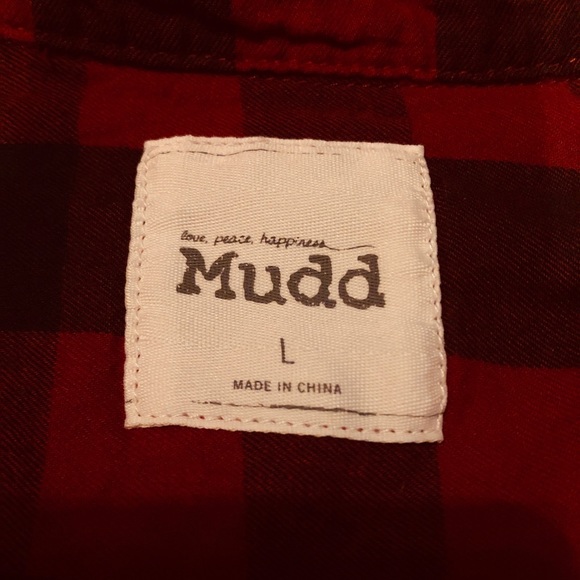 love, peace, happiness
Mudd
L
MADE IN CHINA